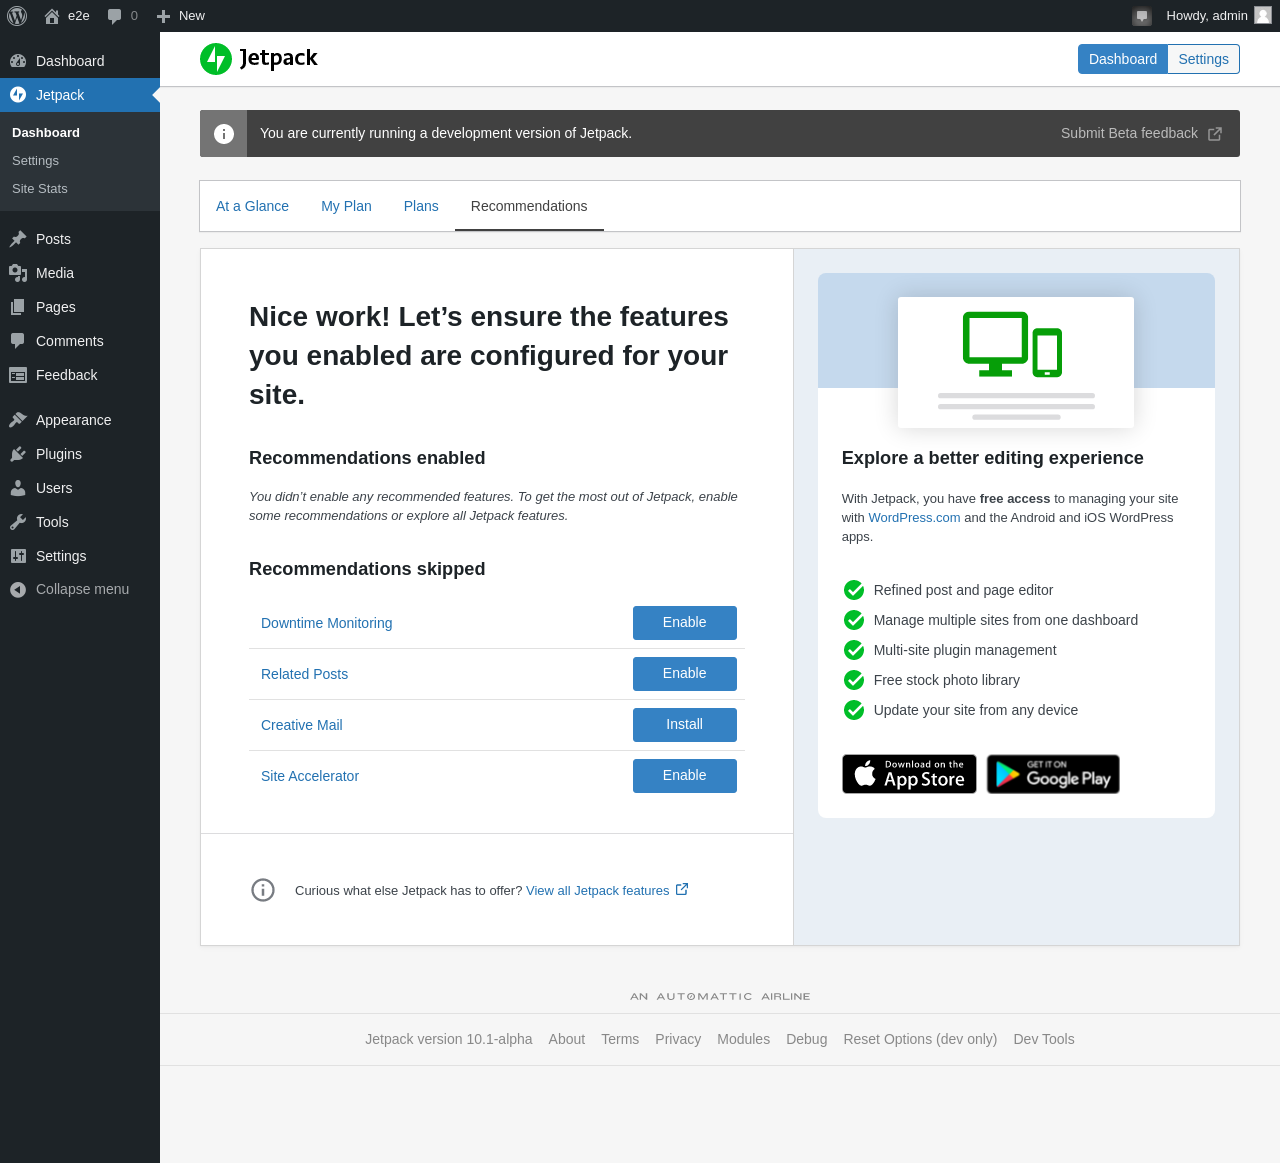 e2e
0
New
Howdy, admin
Dashboard
Jetpack
Dashboard
Settings
Site Stats
Posts
Media
Pages
Comments
Feedback
Appearance
Plugins
Users
Tools
Settings
Collapse menu
Jetpack
Dashboard
Settings
You are currently running a development version of Jetpack.
Submit Beta feedback
At a Glance
My Plan
Plans
Recommendations
Nice work! Let’s ensure the features
you enabled are configured for your
site.
Recommendations enabled
You didn’t enable any recommended features. To get the most out of Jetpack, enable
some recommendations or explore all Jetpack features.
Recommendations skipped
Downtime Monitoring
Enable
Related Posts
Enable
Creative Mail
Install
Site Accelerator
Enable
Curious what else Jetpack has to offer? View all Jetpack features
Explore a better editing experience
With Jetpack, you have free access to managing your site
with WordPress.com and the Android and iOS WordPress
apps.
Refined post and page editor
Manage multiple sites from one dashboard
Multi-site plugin management
Free stock photo library
Update your site from any device
Download on the
App Store
GET IT ON
Google Play
AN AUTOMATTIC AIRLINE
Jetpack version 10.1-alpha
About
Terms
Privacy
Modules
Debug
Reset Options (dev only)
Dev Tools